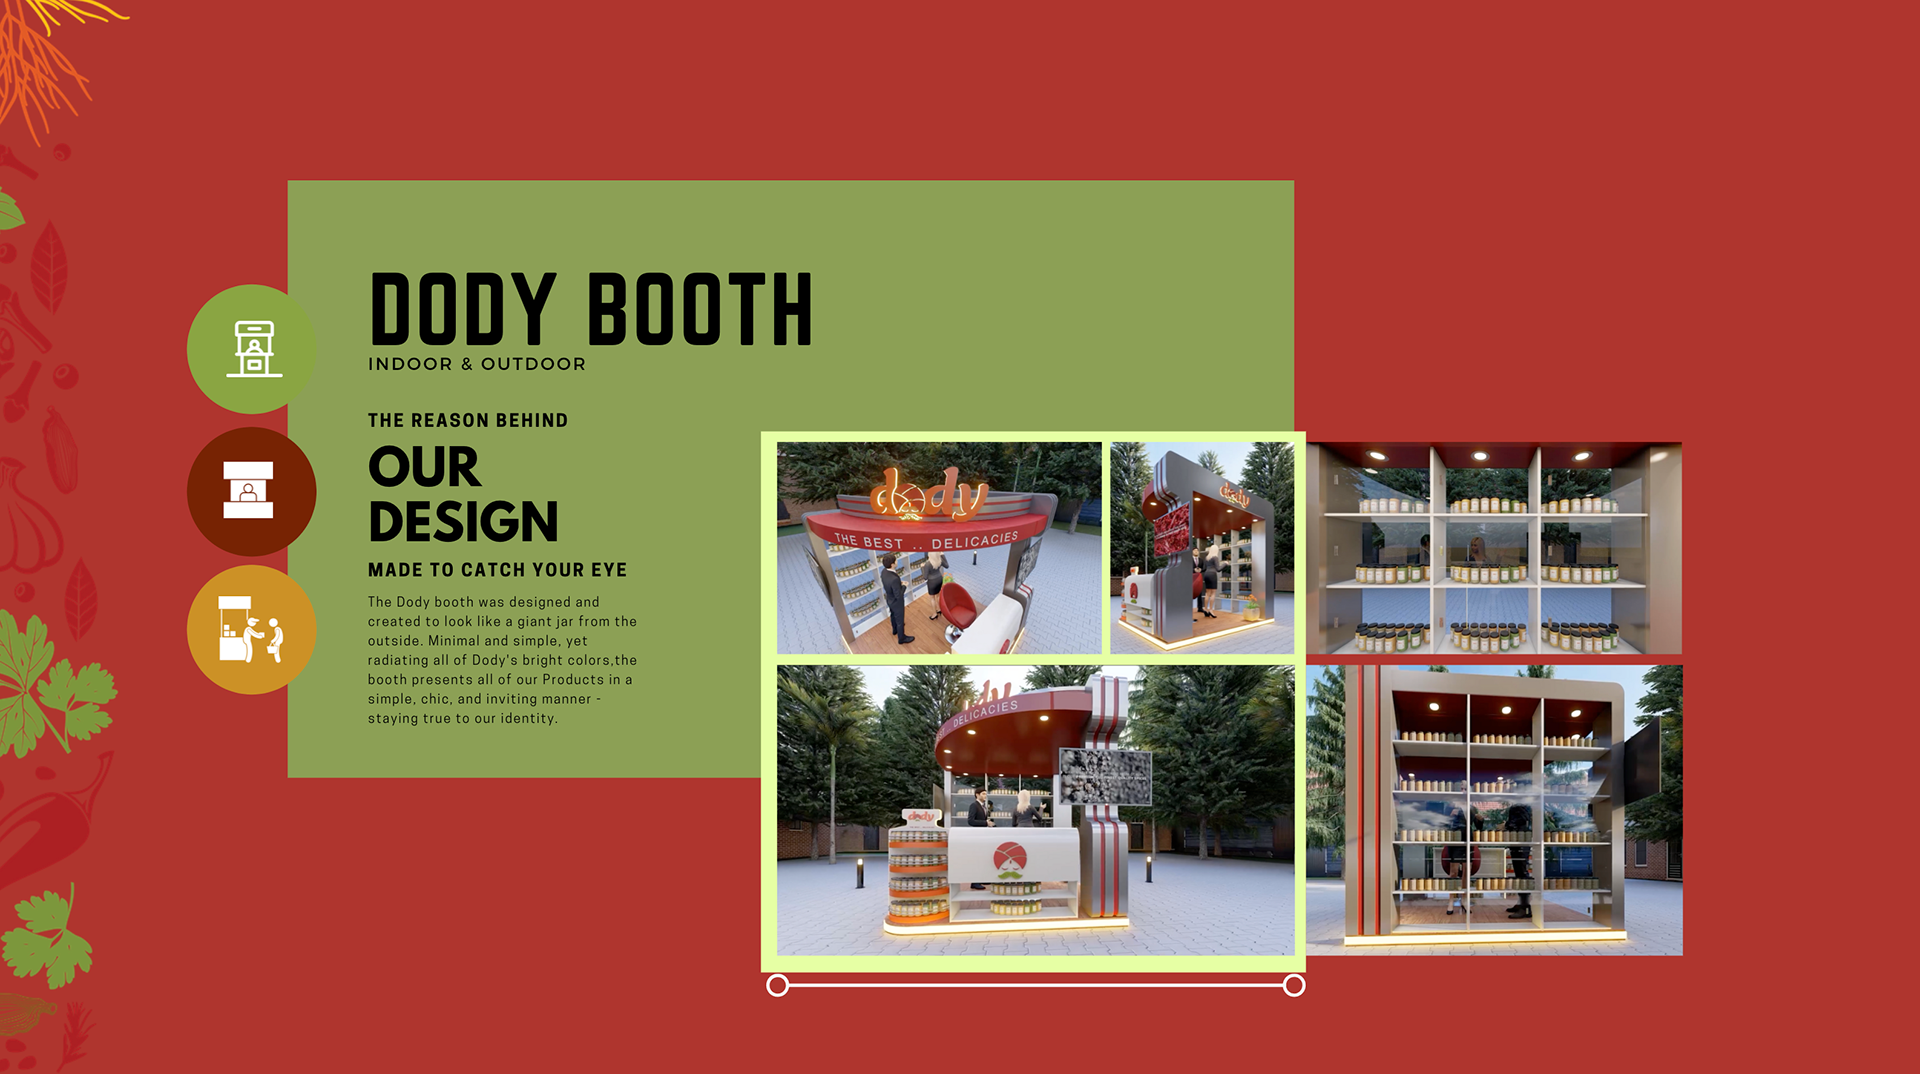 DODY BOOTH
INDOOR & OUTDOOR
THE REASON BEHIND
OUR
DESIGN
MADE TO CATCH YOUR EYE
The Dody booth was designed and
created to look like a giant jar from the
outside. Minimal and simple, yet
radiating all of Dody's bright colors,the
booth presents all of our Products in a
simple, chic, and inviting manner -
staying true to our identity.
dody
THE BEST .. DELICACIES
dody
DELICACIES
dody